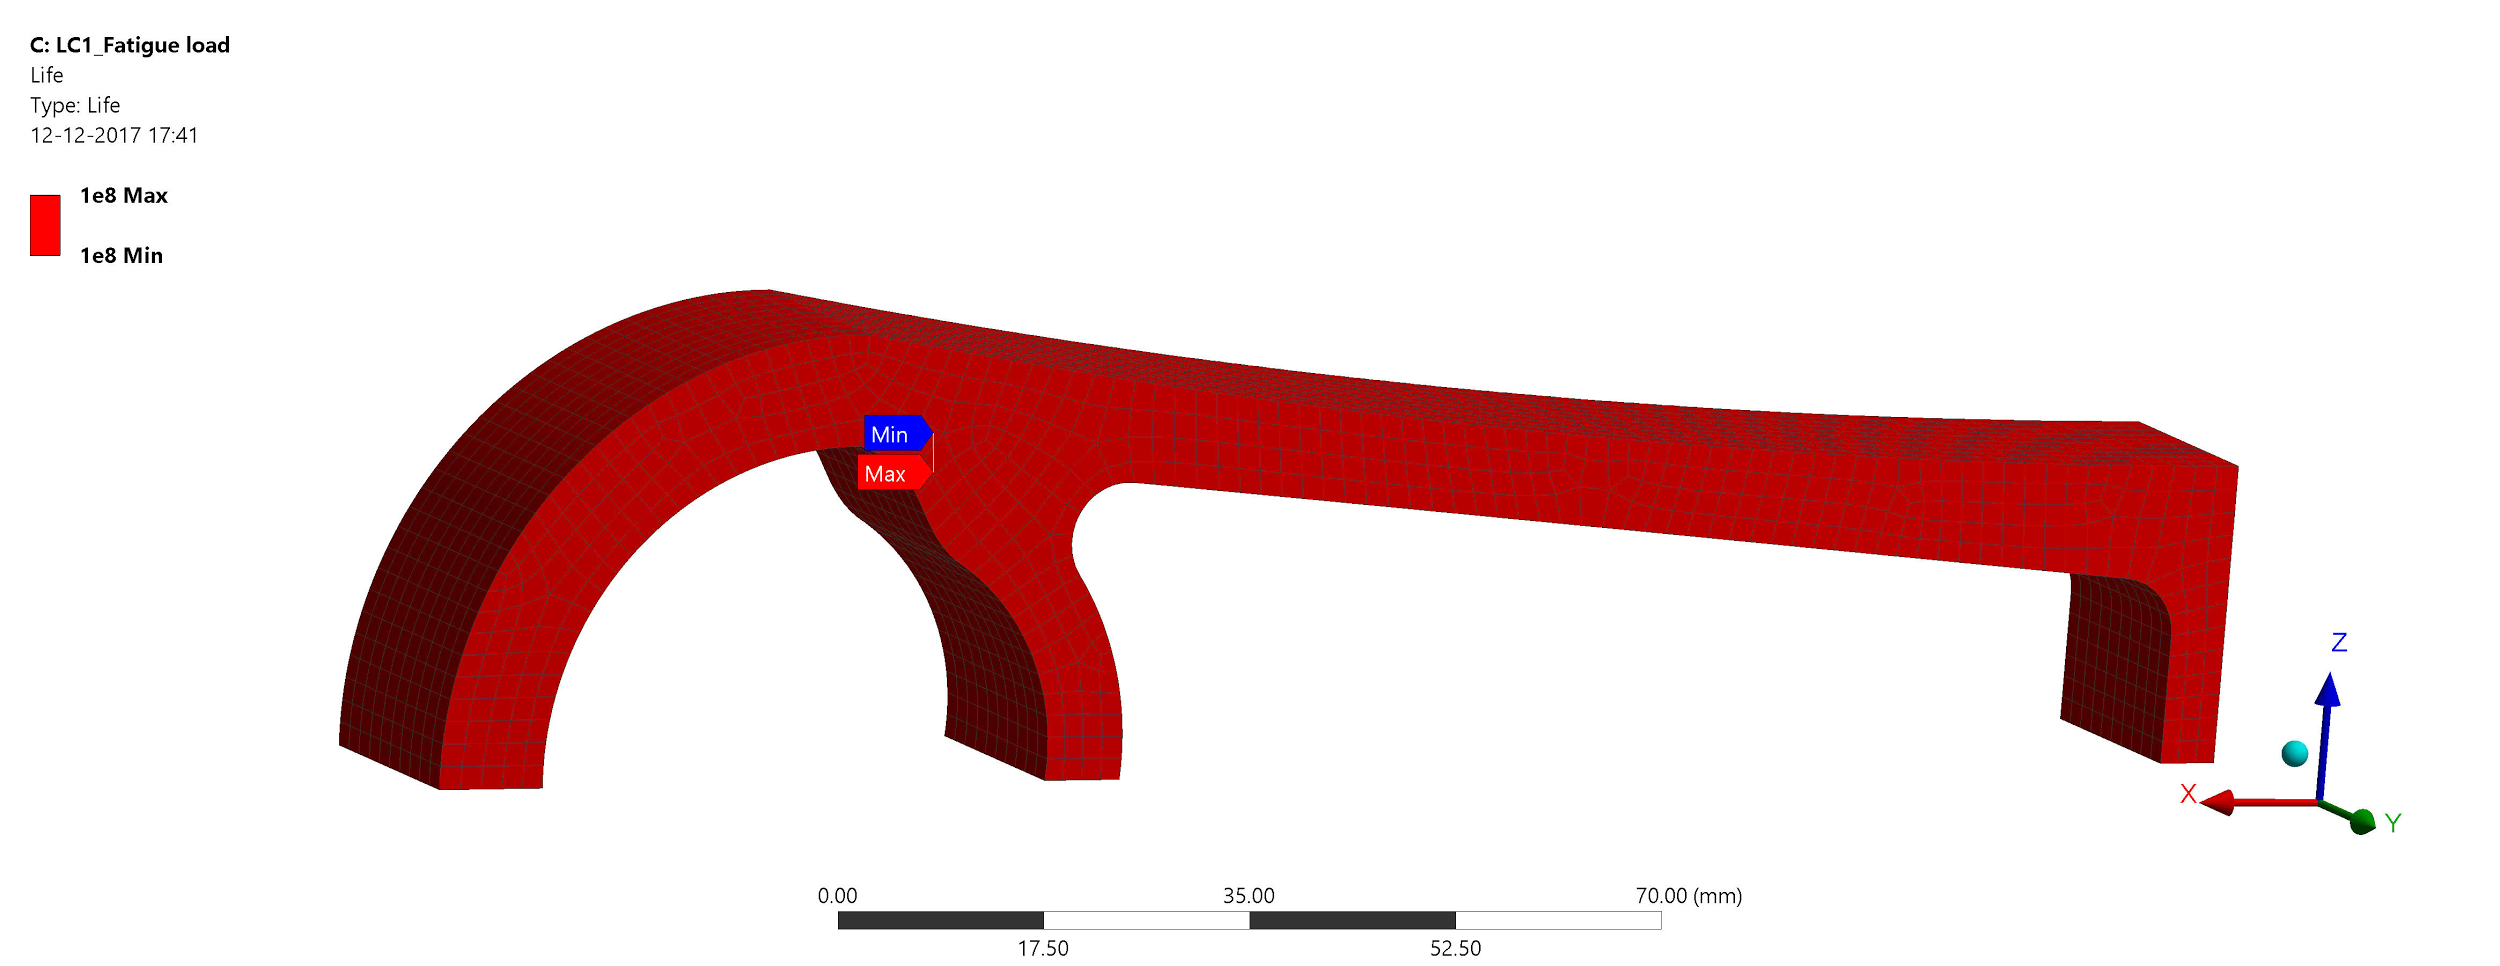 C: LC1_Fatigue load
Life
Type: Life
12-12-2017 17:41
1e8 Max
1e8 Min
Min
Max
Z
X
Y
0.00 35.00 70.00 (mm)
17.50 52.50